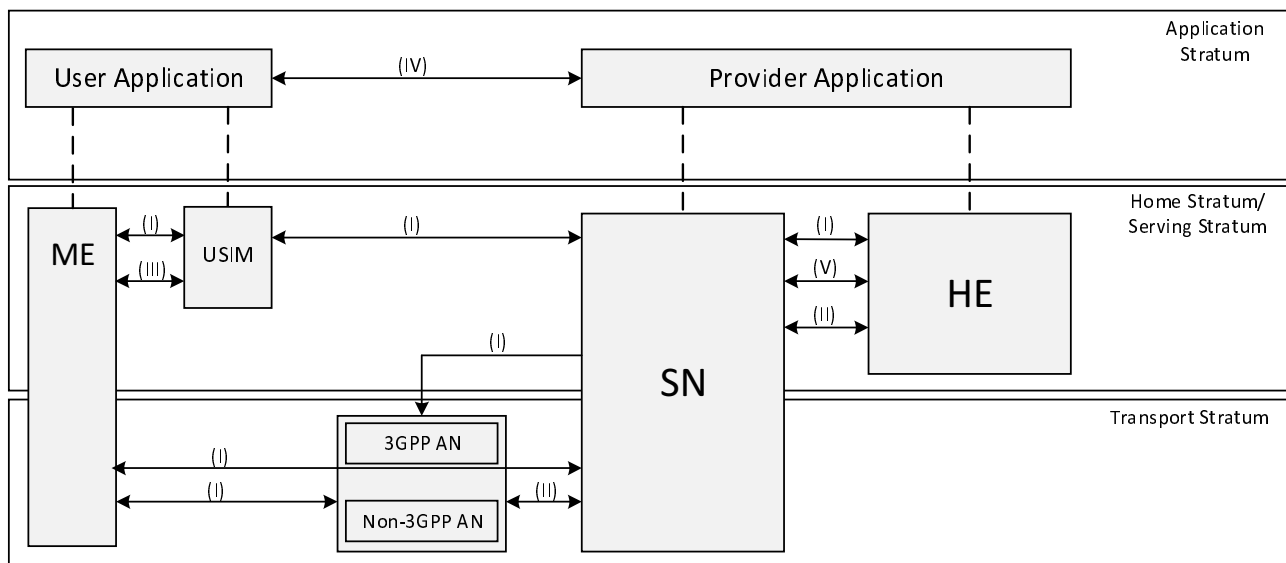 Application
Stratum
User Application
(IV)
Provider Application
Home Stratum/
Serving Stratum
ME
(I)
(III)
USIM
(I)
(I)
(V)
(II)
HE
(I)
SN
Transport Stratum
3GPP AN
(I)
(I)
(II)
Non-3GPP AN